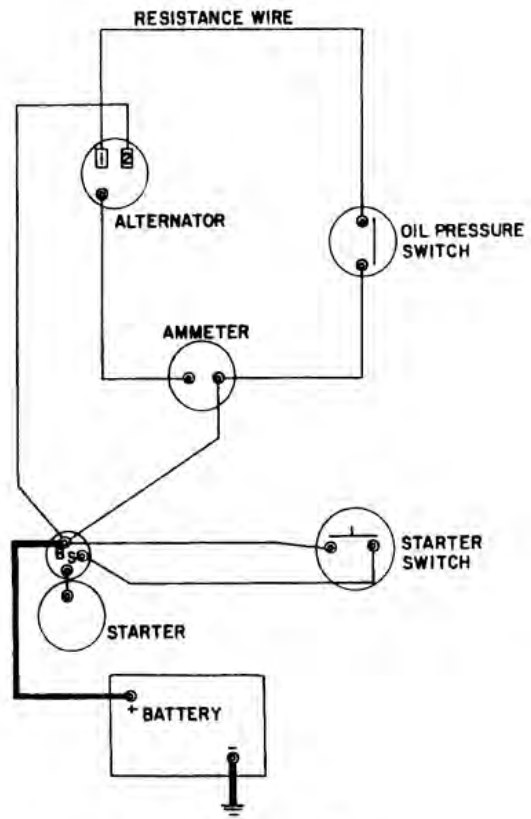 RESISTANCE WIRE
1 2
ALTERNATOR
OIL PRESSURE
SWITCH
AMMETER
B
S
STARTER
SWITCH
STARTER
+ BATTERY
-